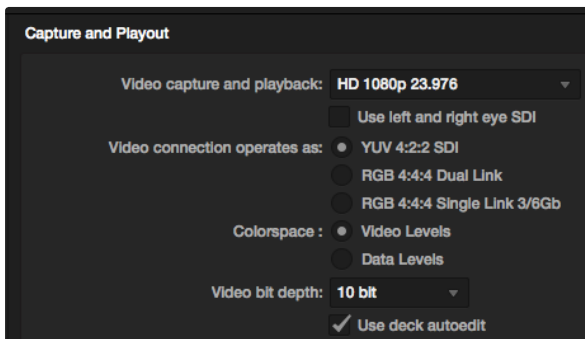 Capture and Playout
Video capture and playback: HD 1080p 23.976
Use left and right eye SDI
Video connection operates as: YUV 4:2:2 SDI
RGB 4:4:4 Dual Link
RGB 4:4:4 Single Link 3/6Gb
Colorspace : Video Levels
Data Levels
Video bit depth: 10 bit
Use deck autoedit